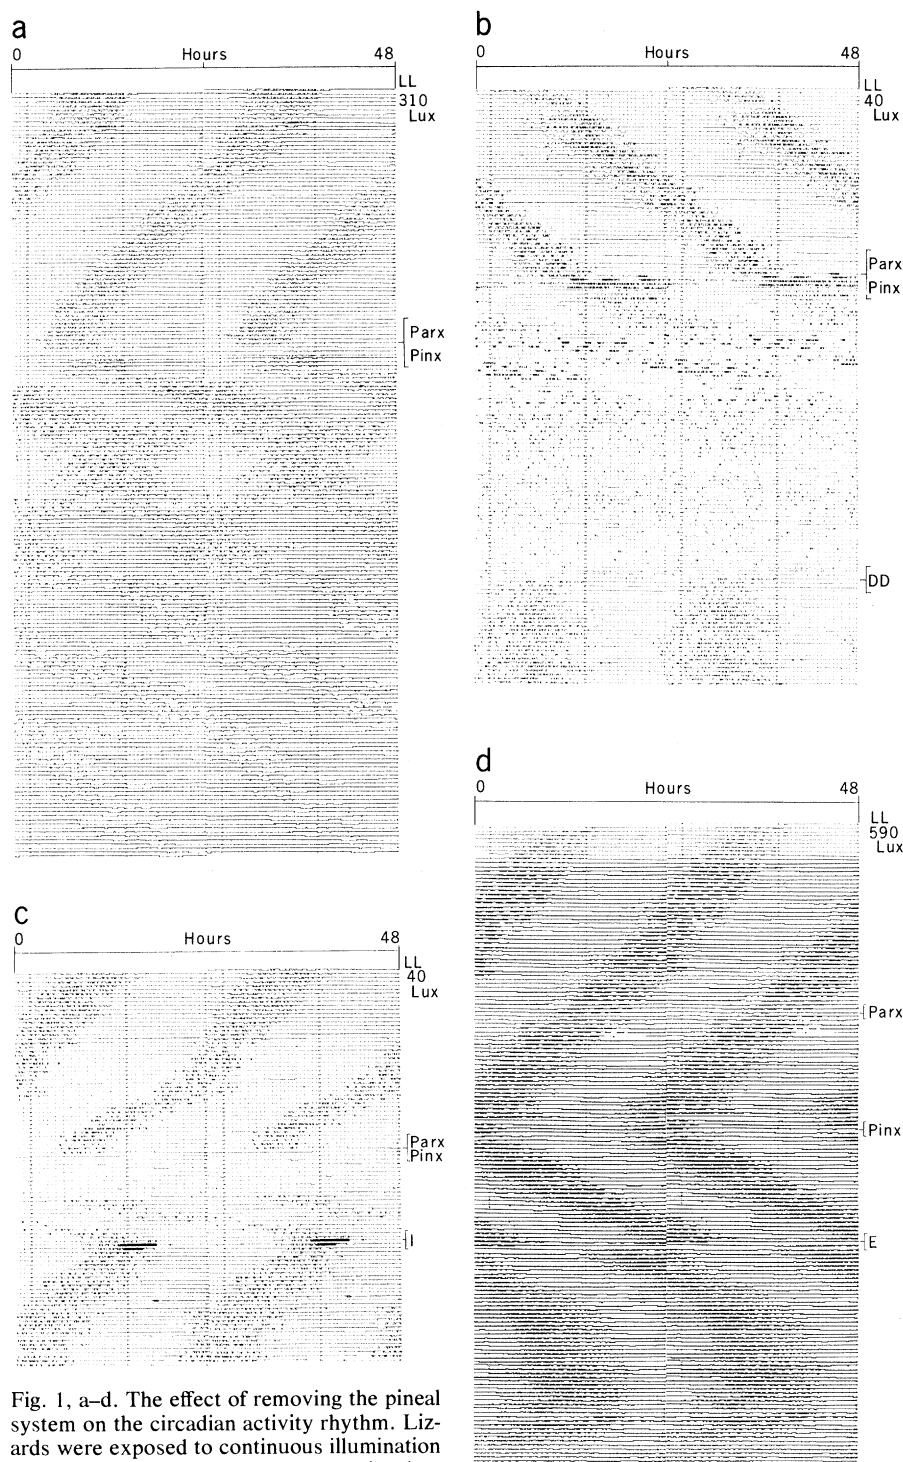 a
0 Hours 48
LL
310
Lux
Parx
Pinx
b
0 Hours 48
LL
40
Lux
Parx
Pinx
DD
c
0 Hours 48
LL
40
Lux
Parx
Pinx
I
d
0 Hours 48
LL
590
Lux
Parx
Pinx
E
Fig. 1, a–d. The effect of removing the pineal
system on the circadian activity rhythm. Liz-
ards were exposed to continuous illumination